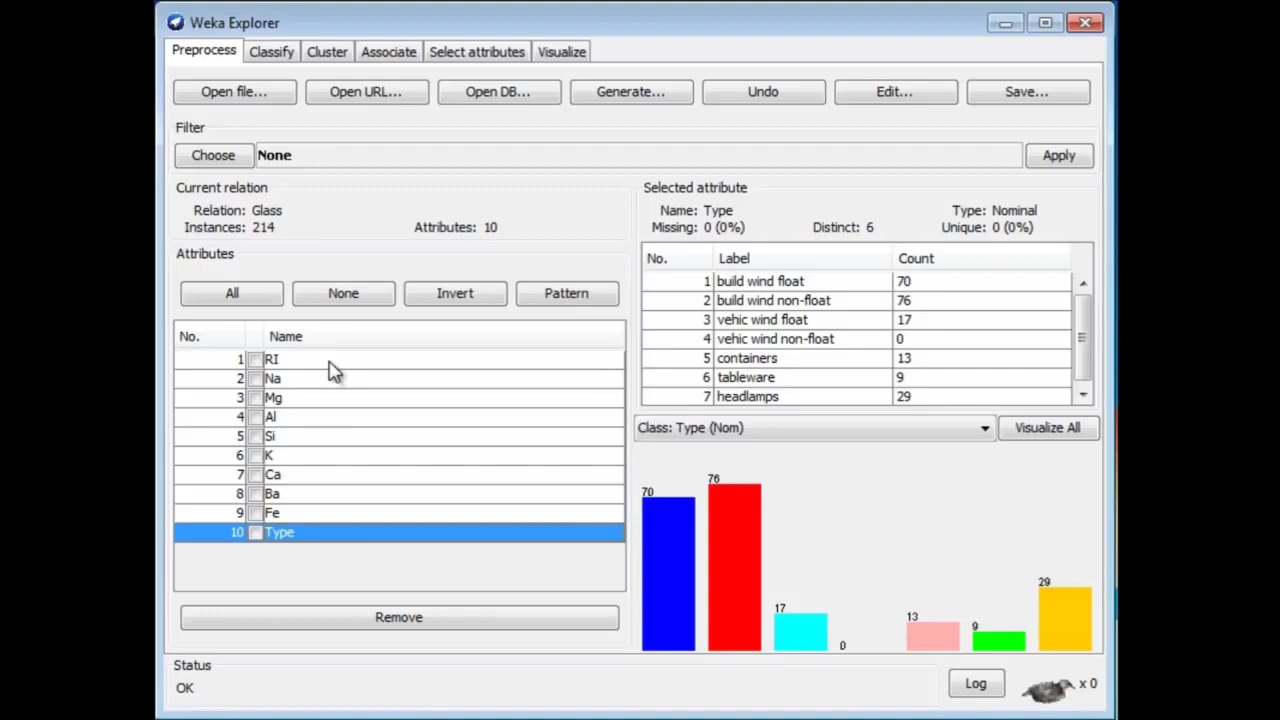 Weka Explorer
Preprocess Classify Cluster Associate Select attributes Visualize
Open file... Open URL... Open DB... Generate... Undo Edit... Save...
Filter
Choose None Apply
Current relation
Relation: Glass
Instances: 214 Attributes: 10
Attributes
All None Invert Pattern
No. Name
1 RI
2 Na
3 Mg
4 Al
5 Si
6 K
7 Ca
8 Ba
9 Fe
10 Type
Remove
Selected attribute
Name: Type Type: Nominal
Missing: 0 (0%) Distinct: 6 Unique: 0 (0%)
No. Label Count
1 build wind float 70
2 build wind non-float 76
3 vehic wind float 17
4 vehic wind non-float 0
5 containers 13
6 tableware 9
7 headlamps 29
Class: Type (Nom) Visualize All
70 76 17 0 13 9 29
Status
OK
Log x 0